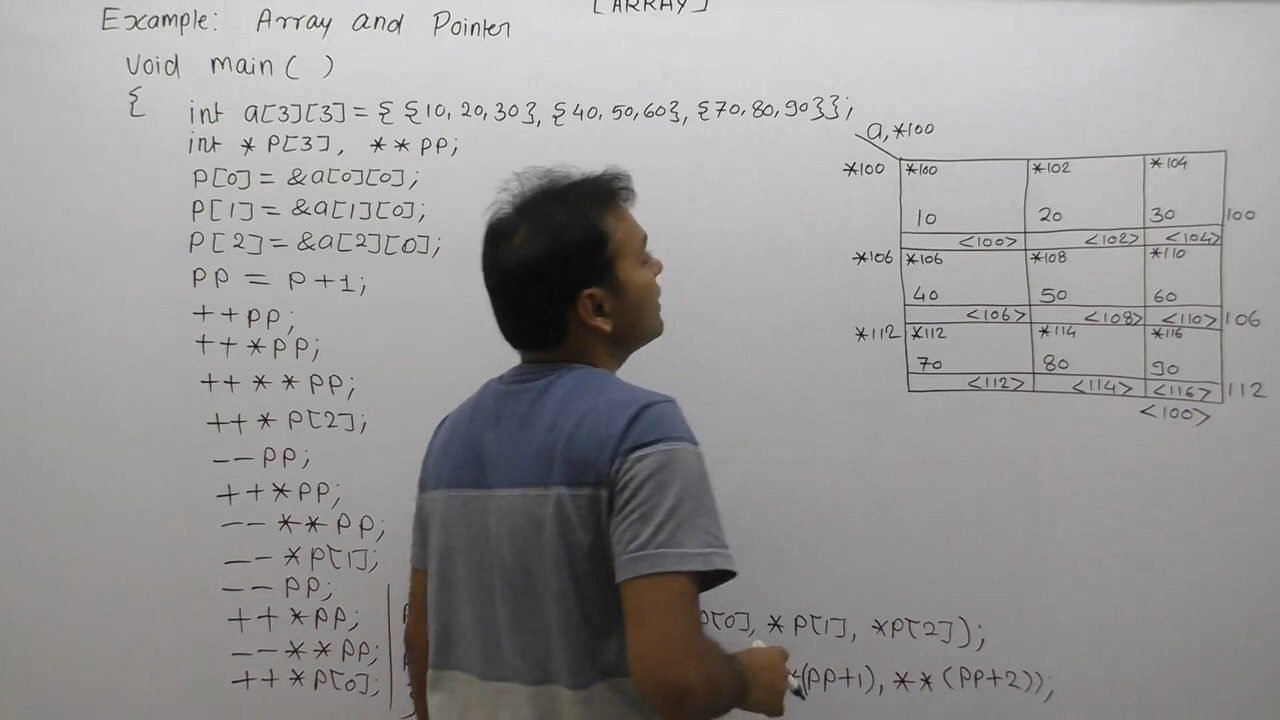 [ARRAY]
Example: Array and Pointer
void main( )
{
int a[3][3] = { {10, 20, 30}, {40, 50, 60}, {70, 80, 90}};
int * P[3], ** PP;
P[0] = &a[0][0];
P[1] = &a[1][0];
P[2] = &a[2][0];
PP = P+1;
++PP;
++*PP;
++**PP;
++*P[2];
--PP;
++*PP;
--**PP;
--*P[1];
--PP;
++*PP;
--**PP;
++*P[0];
P[0], *P[1], *P[2]);
*(PP+1), **(PP+2));
}
a, *100
*100 *100 *102 *104
10 20 30 100
<100> <102> <104>
*106 *106 *108 *110
40 50 60
<106> <108> <110> 106
*112 *112 *114 *116
70 80 90
<112> <114> <116> 112
<100>